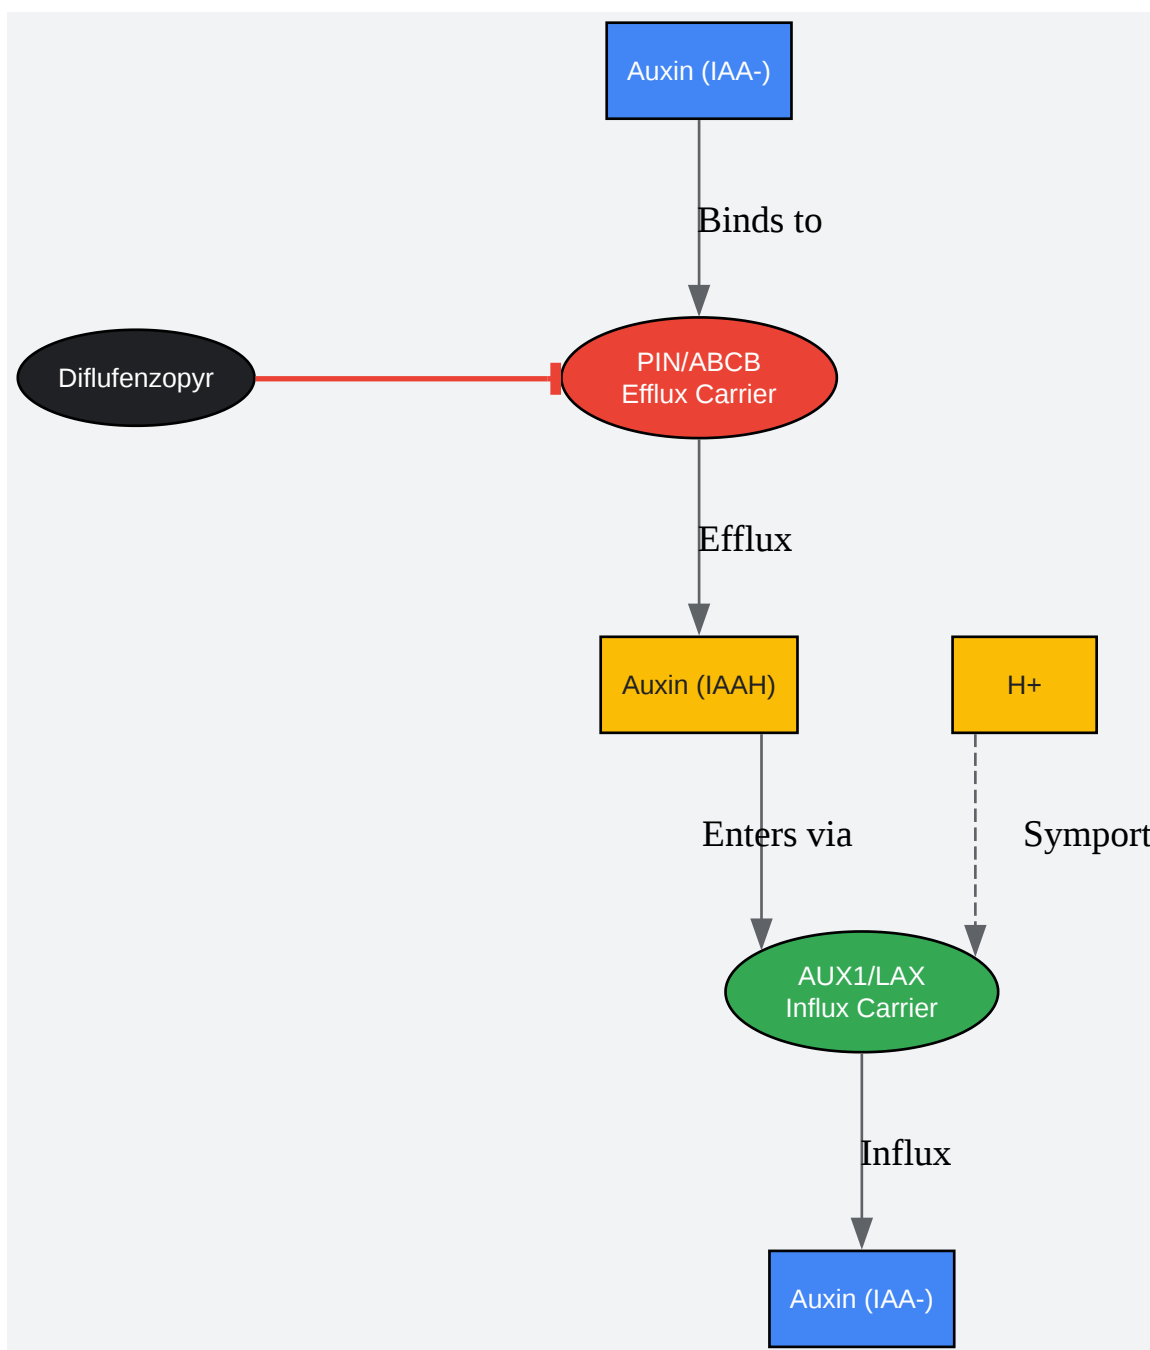 Auxin (IAA-)
Binds to
Diflufenzopyr
PIN/ABCB
Efflux Carrier
Efflux
Auxin (IAAH)
H+
Enters via
Symport
AUX1/LAX
Influx Carrier
Influx
Auxin (IAA-)